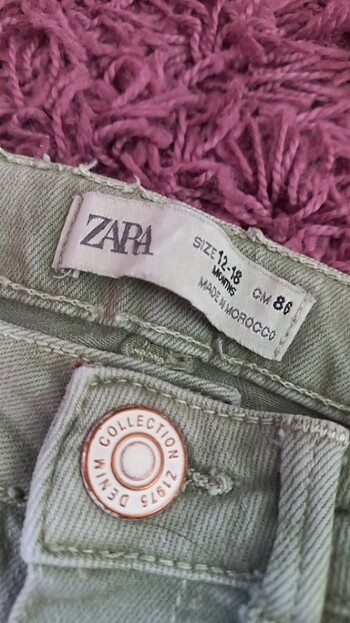 ZARA
SIZE 12-18 CM 86
MONTHS
MADE IN MOROCCO
DENIM COLLECTION Z1975